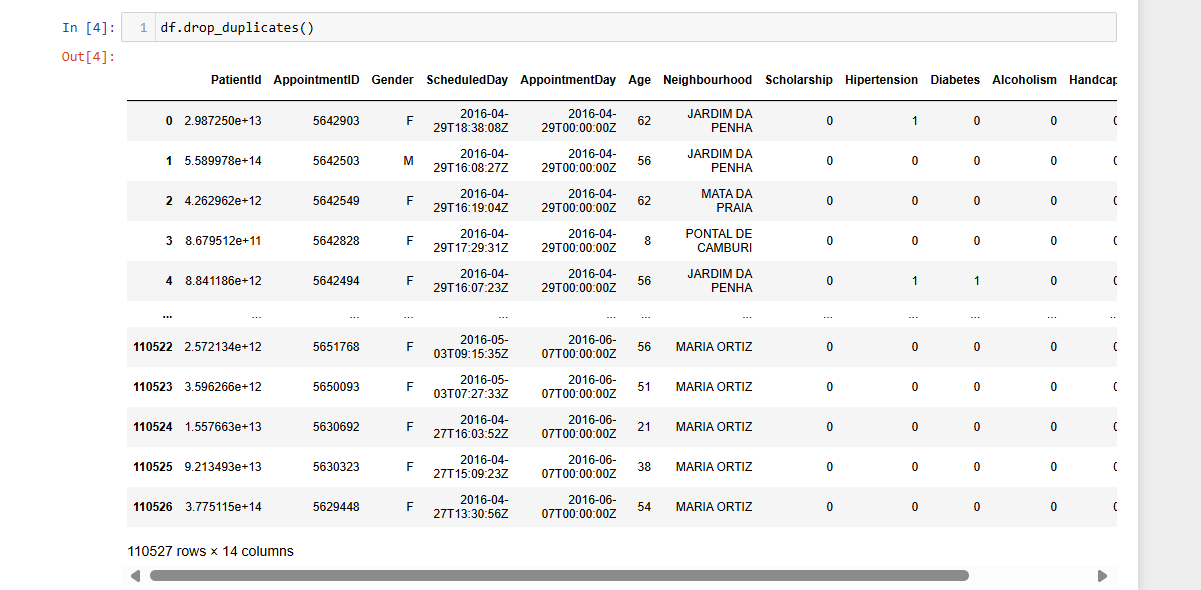 In [4]: 1 df.drop_duplicates()
Out[4]:
PatientId AppointmentID Gender ScheduledDay AppointmentDay Age Neighbourhood Scholarship Hipertension Diabetes Alcoholism Handcap
0 2.987250e+13 5642903 F 2016-04-29T18:38:08Z 2016-04-29T00:00:00Z 62 JARDIM DA PENHA 0 1 0 0 0
1 5.589978e+14 5642503 M 2016-04-29T16:08:27Z 2016-04-29T00:00:00Z 56 JARDIM DA PENHA 0 0 0 0 0
2 4.262962e+12 5642549 F 2016-04-29T16:19:04Z 2016-04-29T00:00:00Z 62 MATA DA PRAIA 0 0 0 0 0
3 8.679512e+11 5642828 F 2016-04-29T17:29:31Z 2016-04-29T00:00:00Z 8 PONTAL DE CAMBURI 0 0 0 0 0
4 8.841186e+12 5642494 F 2016-04-29T16:07:23Z 2016-04-29T00:00:00Z 56 JARDIM DA PENHA 0 1 1 0 0
... ... ... ... ... ... ... ... ... ... ... ... ...
110522 2.572134e+12 5651768 F 2016-05-03T09:15:35Z 2016-06-07T00:00:00Z 56 MARIA ORTIZ 0 0 0 0 0
110523 3.596266e+12 5650093 F 2016-05-03T07:27:33Z 2016-06-07T00:00:00Z 51 MARIA ORTIZ 0 0 0 0 0
110524 1.557663e+13 5630692 F 2016-04-27T16:03:52Z 2016-06-07T00:00:00Z 21 MARIA ORTIZ 0 0 0 0 0
110525 9.213493e+13 5630323 F 2016-04-27T15:09:23Z 2016-06-07T00:00:00Z 38 MARIA ORTIZ 0 0 0 0 0
110526 3.775115e+14 5629448 F 2016-04-27T13:30:56Z 2016-06-07T00:00:00Z 54 MARIA ORTIZ 0 0 0 0 0
110527 rows × 14 columns